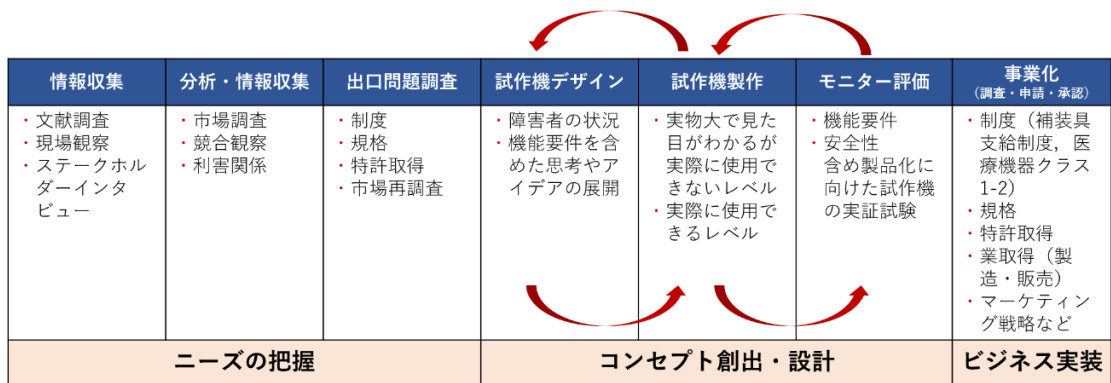 情報収集
分析・情報収集
出口問題調査
試作機デザイン
試作機製作
モニター評価
事業化
（調査・申請・承認）
・文献調査
・現場観察
・ステークホル
ダーインタ
ビュー
・市場調査
・競合観察
・利害関係
・制度
・規格
・特許取得
・市場再調査
・障害者の状況
・機能要件を含
めた思考やア
イデアの展開
・実物大で見た
目がわかるが
実際に使用で
きないレベル
・実際に使用で
きるレベル
・機能要件
・安全性
含め製品化に
向けた試作機
の実証試験
・制度（補装具
支給制度，医
療機器クラス
1-2）
・規格
・特許取得
・業取得（製
造・販売）
・マーケティン
グ戦略など
ニーズの把握
コンセプト創出・設計
ビジネス実装